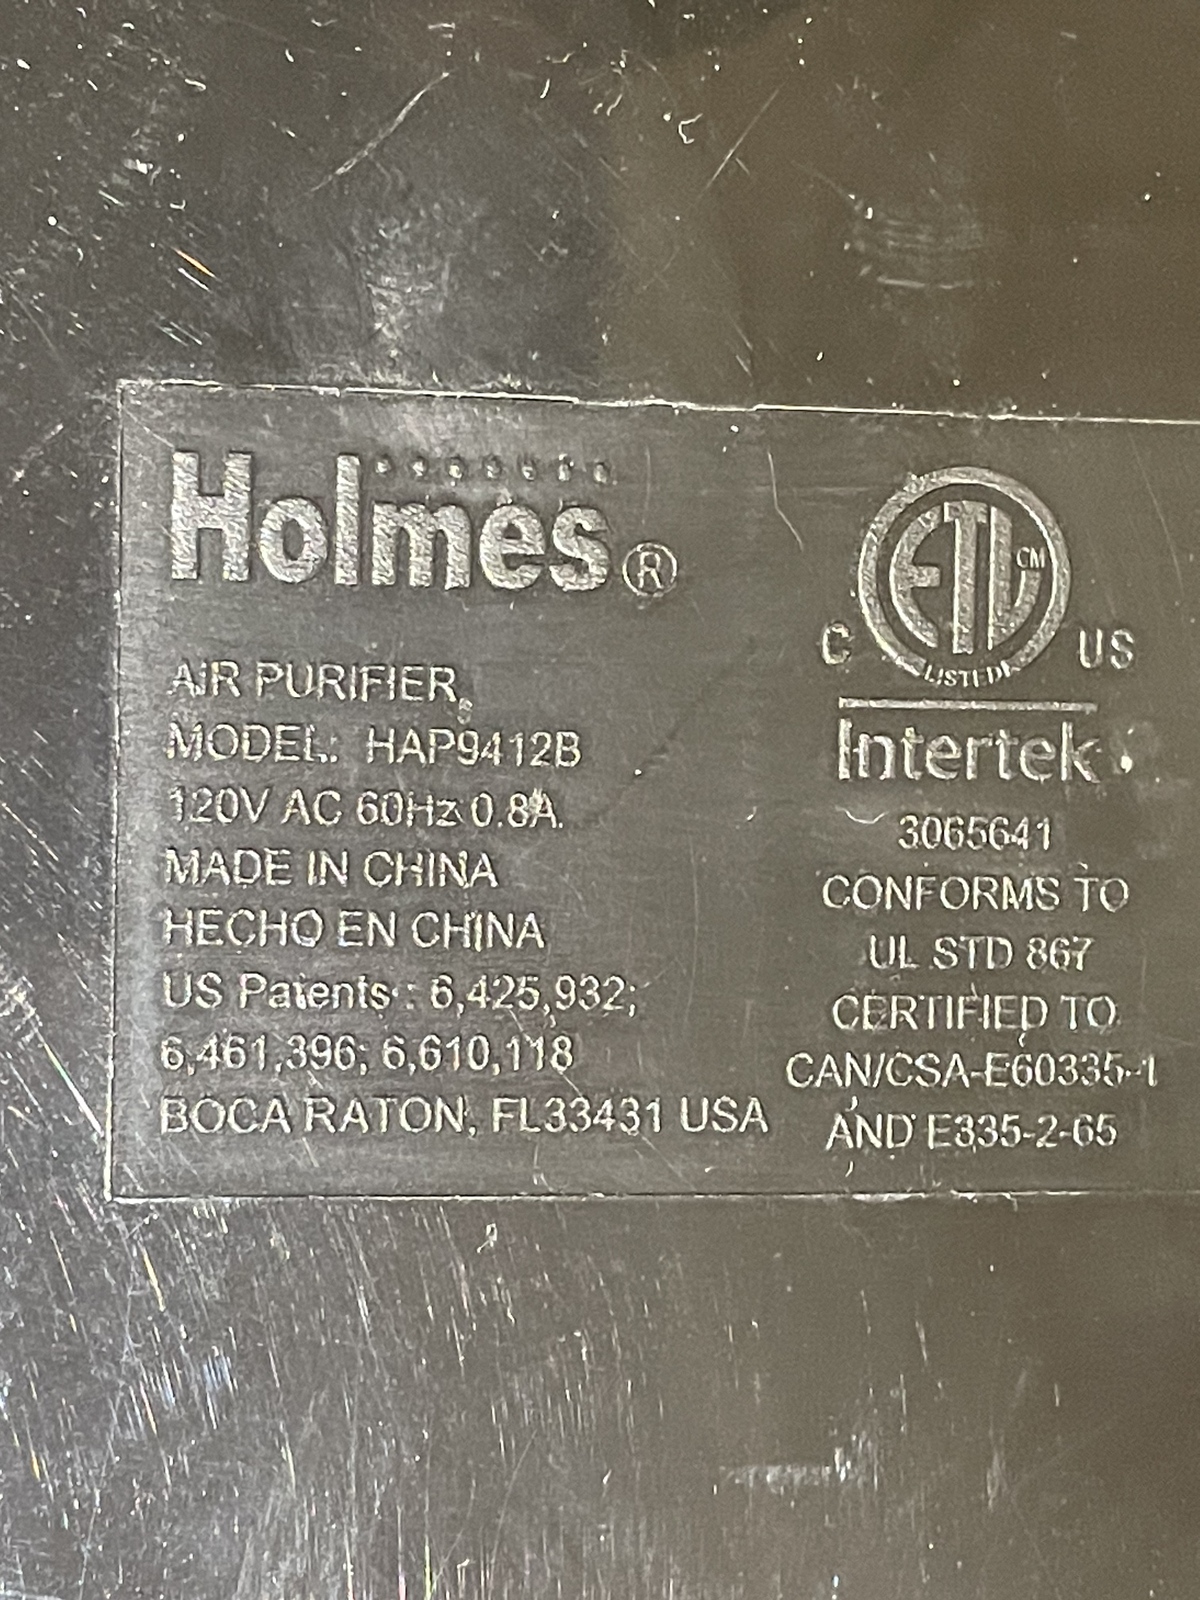 Holmes®
AIR PURIFIER
MODEL: HAP9412B
120V AC 60Hz 0.8A.
MADE IN CHINA
HECHO EN CHINA
US Patents : 6,425,932;
6,461,396; 6,610,118
BOCA RATON, FL33431 USA
ETL CM
LISTED
C US
Intertek
3065641
CONFORMS TO
UL STD 867
CERTIFIED TO
CAN/CSA-E60335-1
AND E335-2-65